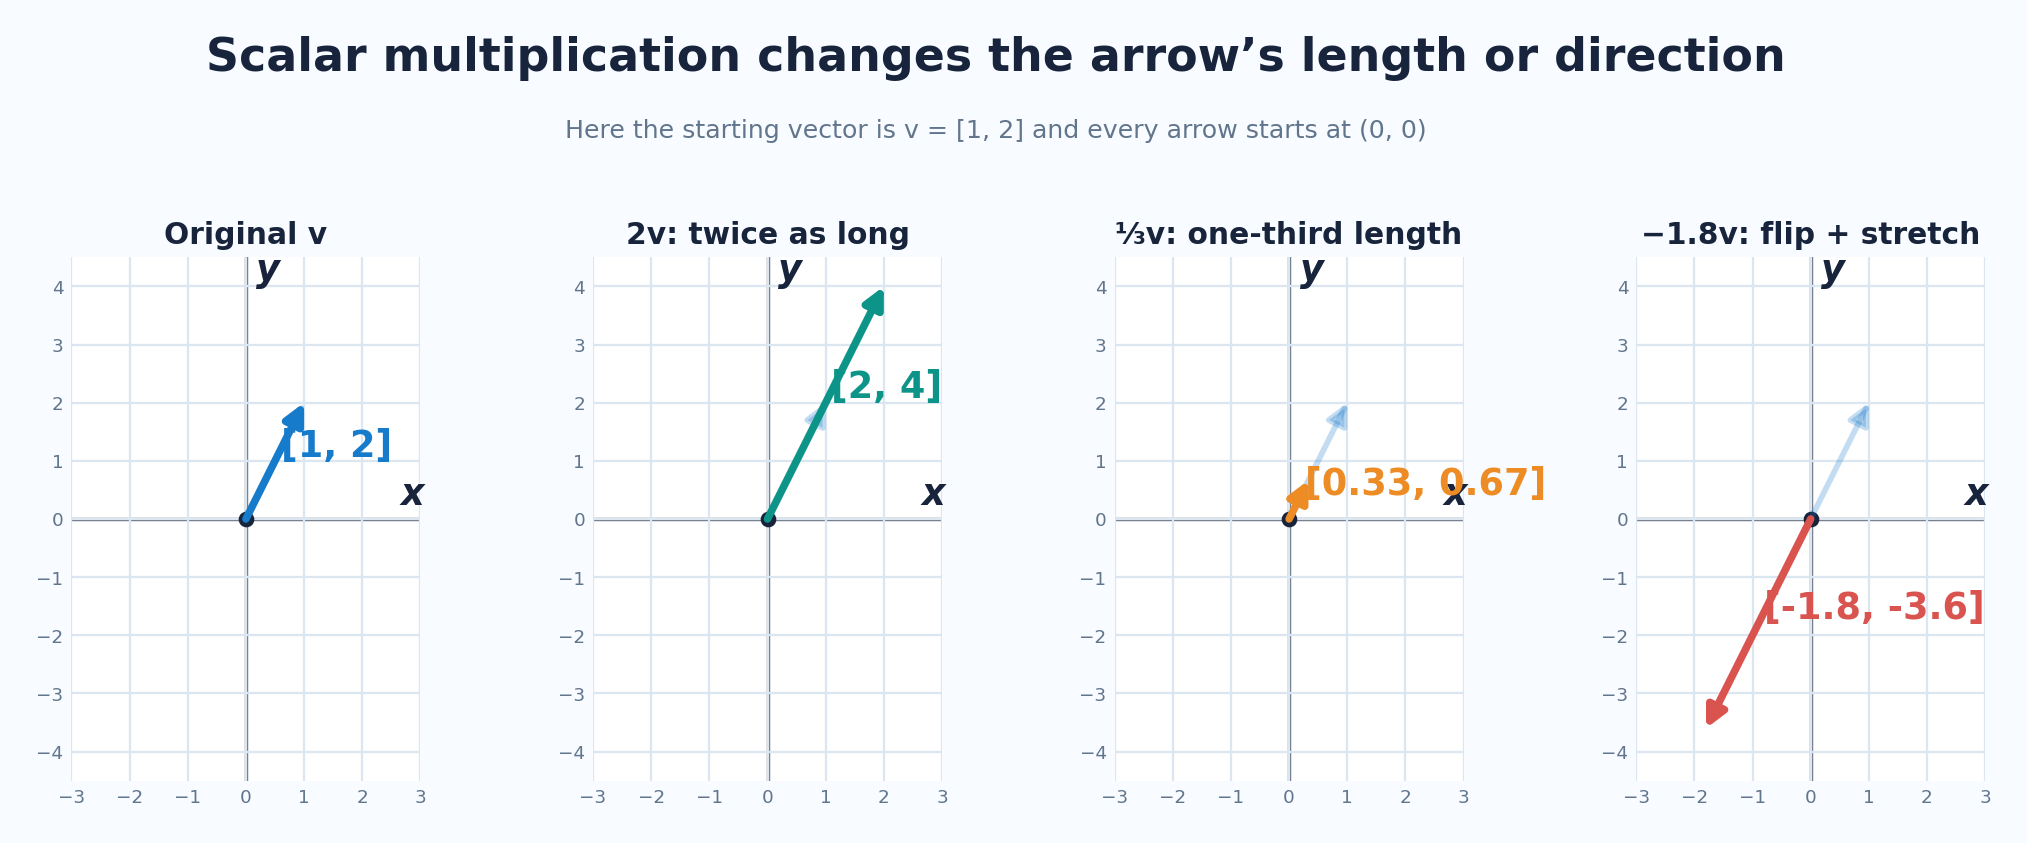 Scalar multiplication changes the arrow’s length or direction
Here the starting vector is v = [1, 2] and every arrow starts at (0, 0)
Original v
y
4
3
2
1
0
−1
−2
−3
−4
[1, 2]
x
−3 −2 −1 0 1 2 3
2v: twice as long
y
4
3
2
1
0
−1
−2
−3
−4
[2, 4]
x
−3 −2 −1 0 1 2 3
⅓v: one-third length
y
4
3
2
1
0
−1
−2
−3
−4
[0.33, 0.67]
x
−3 −2 −1 0 1 2 3
−1.8v: flip + stretch
y
4
3
2
1
0
−1
−2
−3
−4
x
[-1.8, -3.6]
−3 −2 −1 0 1 2 3